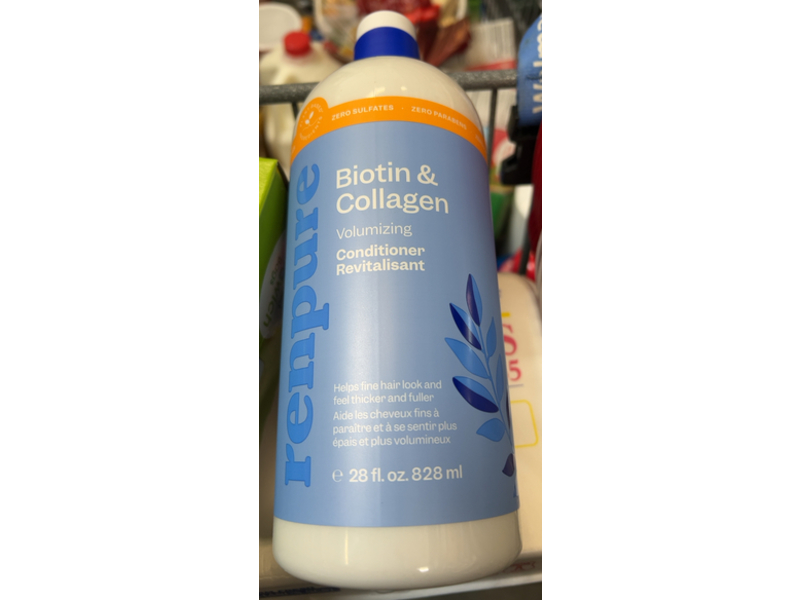 ZERO SULFATES · ZERO PARABENS
renpure
Biotin &
Collagen
Volumizing
Conditioner
Revitalisant
Helps fine hair look and
feel thicker and fuller
Aide les cheveux fins à
paraître et à se sentir plus
épais et plus volumineux
℮ 28 fl. oz. 828 ml
S
5